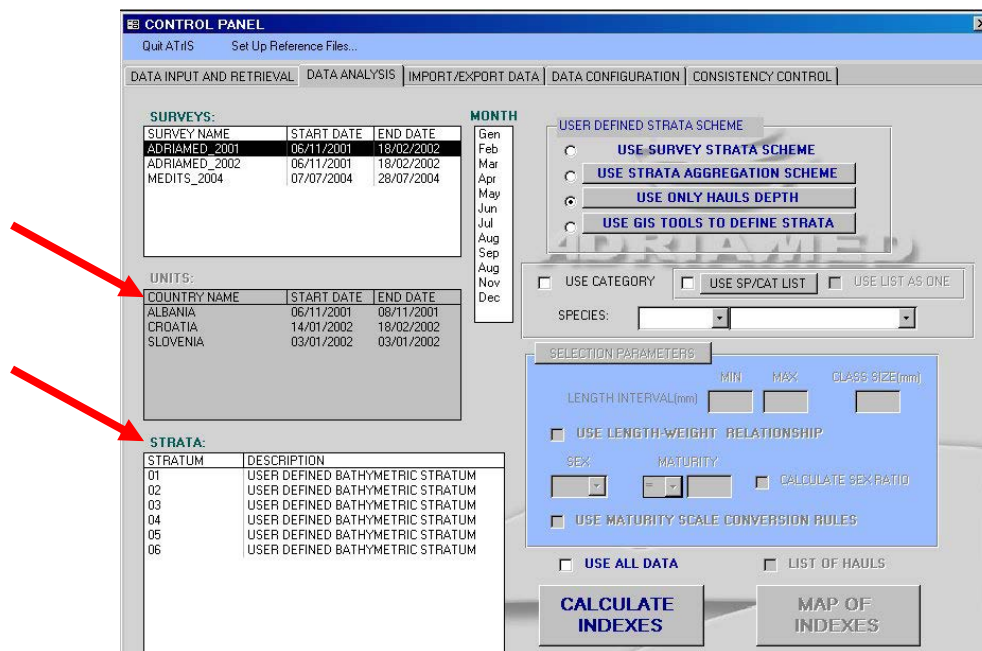 CONTROL PANEL
Quit ATrIS Set Up Reference Files...
DATA INPUT AND RETRIEVAL DATA ANALYSIS IMPORT/EXPORT DATA DATA CONFIGURATION CONSISTENCY CONTROL
SURVEYS:
SURVEY NAME START DATE END DATE
ADRIAMED_2001 06/11/2001 18/02/2002
ADRIAMED_2002 06/11/2001 18/02/2002
MEDITS_2004 07/07/2004 28/07/2004
UNITS:
COUNTRY NAME START DATE END DATE
ALBANIA 06/11/2001 08/11/2001
CROATIA 14/01/2002 18/02/2002
SLOVENIA 03/01/2002 03/01/2002
STRATA:
STRATUM DESCRIPTION
01 USER DEFINED BATHYMETRIC STRATUM
02 USER DEFINED BATHYMETRIC STRATUM
03 USER DEFINED BATHYMETRIC STRATUM
04 USER DEFINED BATHYMETRIC STRATUM
05 USER DEFINED BATHYMETRIC STRATUM
06 USER DEFINED BATHYMETRIC STRATUM
MONTH
Gen
Feb
Mar
Apr
May
Jun
Jul
Aug
Sep
Aug
Nov
Dec
USER DEFINED STRATA SCHEME
USE SURVEY STRATA SCHEME
USE STRATA AGGREGATION SCHEME
USE ONLY HAULS DEPTH
USE GIS TOOLS TO DEFINE STRATA
ADRIAMED
USE CATEGORY USE SP/CAT LIST USE LIST AS ONE
SPECIES:
SELECTION PARAMETERS
MIN MAX CLASS SIZE(mm)
LENGTH INTERVAL(mm)
USE LENGTH-WEIGHT RELATIONSHIP
SEX MATURITY
= CALCULATE SEX RATIO
USE MATURITY SCALE CONVERSION RULES
USE ALL DATA LIST OF HAULS
CALCULATE
INDEXES
MAP OF
INDEXES